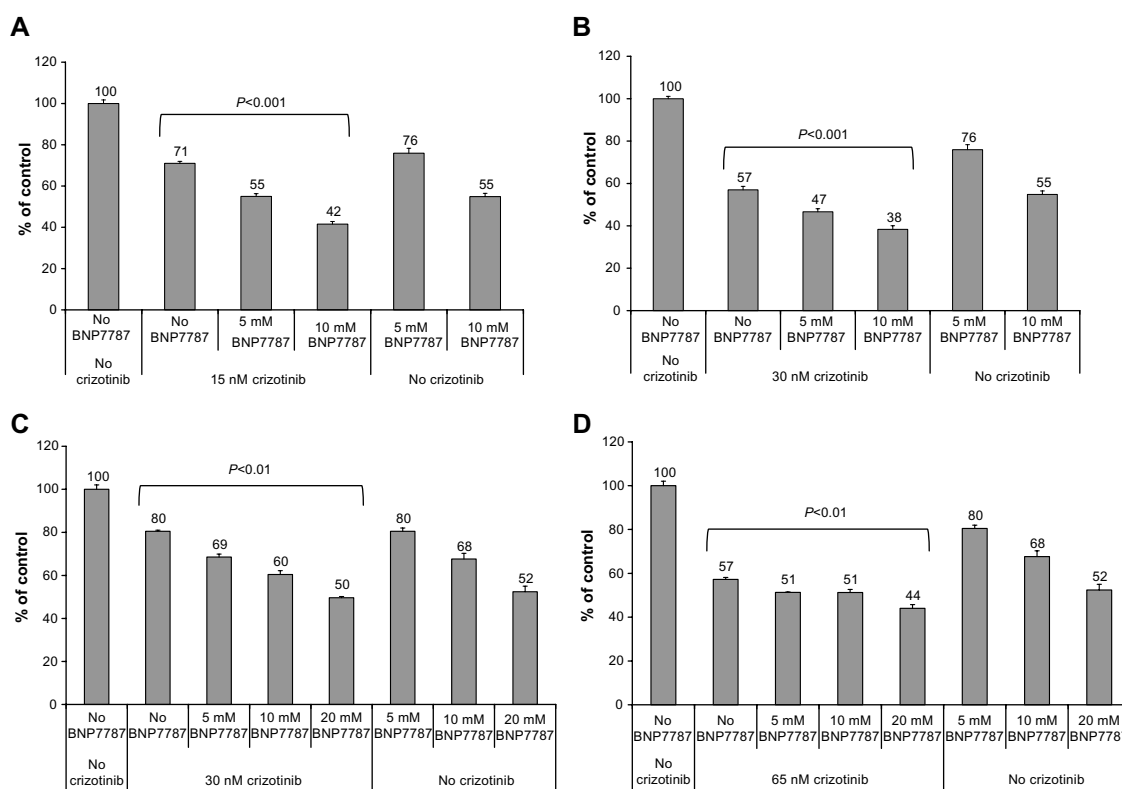 A
% of control
120
100
80
60
40
20
0
100
71
55
42
76
55
P<0.001
No BNP7787
No BNP7787
5 mM BNP7787
10 mM BNP7787
5 mM BNP7787
10 mM BNP7787
No crizotinib
15 nM crizotinib
No crizotinib
B
% of control
120
100
80
60
40
20
0
100
57
47
38
76
55
P<0.001
No BNP7787
No BNP7787
5 mM BNP7787
10 mM BNP7787
5 mM BNP7787
10 mM BNP7787
No crizotinib
30 nM crizotinib
No crizotinib
C
% of control
120
100
80
60
40
20
0
100
80
69
60
50
80
68
52
P<0.01
No BNP7787
No BNP7787
5 mM BNP7787
10 mM BNP7787
20 mM BNP7787
5 mM BNP7787
10 mM BNP7787
20 mM BNP7787
No crizotinib
30 nM crizotinib
No crizotinib
D
% of control
120
100
80
60
40
20
0
100
57
51
51
44
80
68
52
P<0.01
No BNP7787
No BNP7787
5 mM BNP7787
10 mM BNP7787
20 mM BNP7787
5 mM BNP7787
10 mM BNP7787
20 mM BNP7787
No crizotinib
65 nM crizotinib
No crizotinib